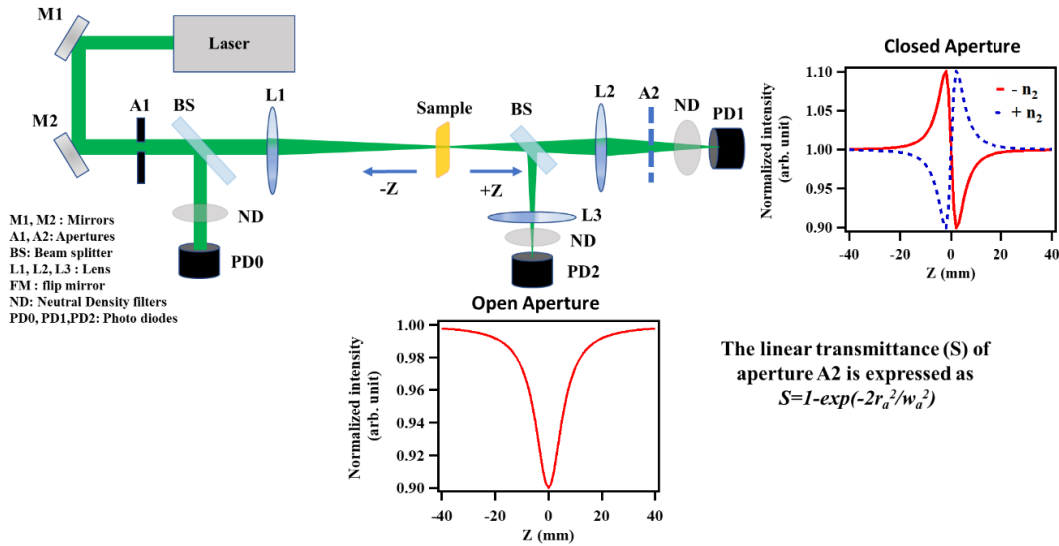 M1
Laser
M2
A1
BS
L1
Sample
BS
L2
A2
ND
PD1
-Z
+Z
ND
L3
ND
PD0
PD2
M1, M2 : Mirrors
A1, A2: Apertures
BS: Beam splitter
L1, L2, L3 : Lens
FM : flip mirror
ND: Neutral Density filters
PD0, PD1,PD2: Photo diodes
Closed Aperture
Normalized intensity
(arb. unit)
1.10
1.05
1.00
0.95
0.90
- n2
+ n2
-40 -20 0 20 40
Z (mm)
Open Aperture
Normalized intensity
(arb. unit)
1.00
0.98
0.96
0.94
0.92
0.90
-40 -20 0 20 40
Z (mm)
The linear transmittance (S) of
aperture A2 is expressed as
S=1-exp(-2rₐ²/wₐ²)